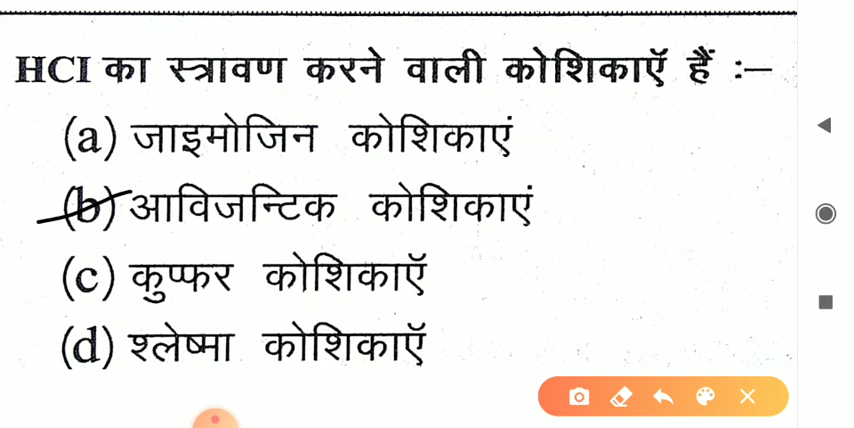 HCI का स्त्रावण करने वाली कोशिकाएॅ हैं :–
(a) जाइमोजिन कोशिकाएं
(b) आविजन्टिक कोशिकाएं
(c) कुप्फर कोशिकाएॅ
(d) श्लेष्मा कोशिकाएॅ